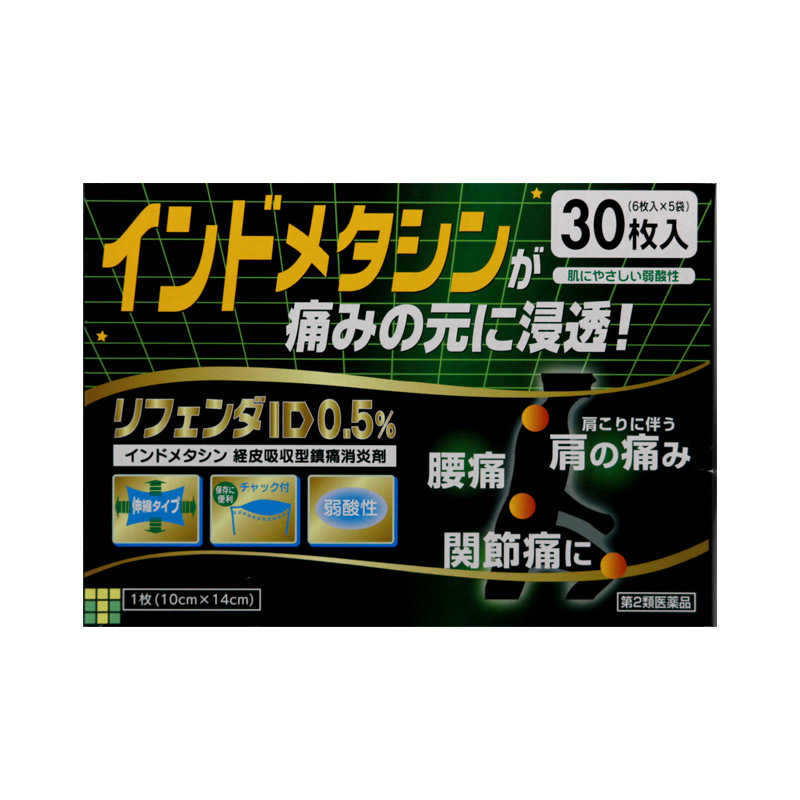 インドメタシンが
痛みの元に浸透!
(6枚入×5袋)
30枚入
肌にやさしい弱酸性
リフェンダID0.5%
インドメタシン 経皮吸収型鎮痛消炎剤
伸縮タイプ
保存に
便利
チャック付
弱酸性
肩こりに伴う
肩の痛み
腰痛
関節痛に
1枚(10cm×14cm)
第2類医薬品